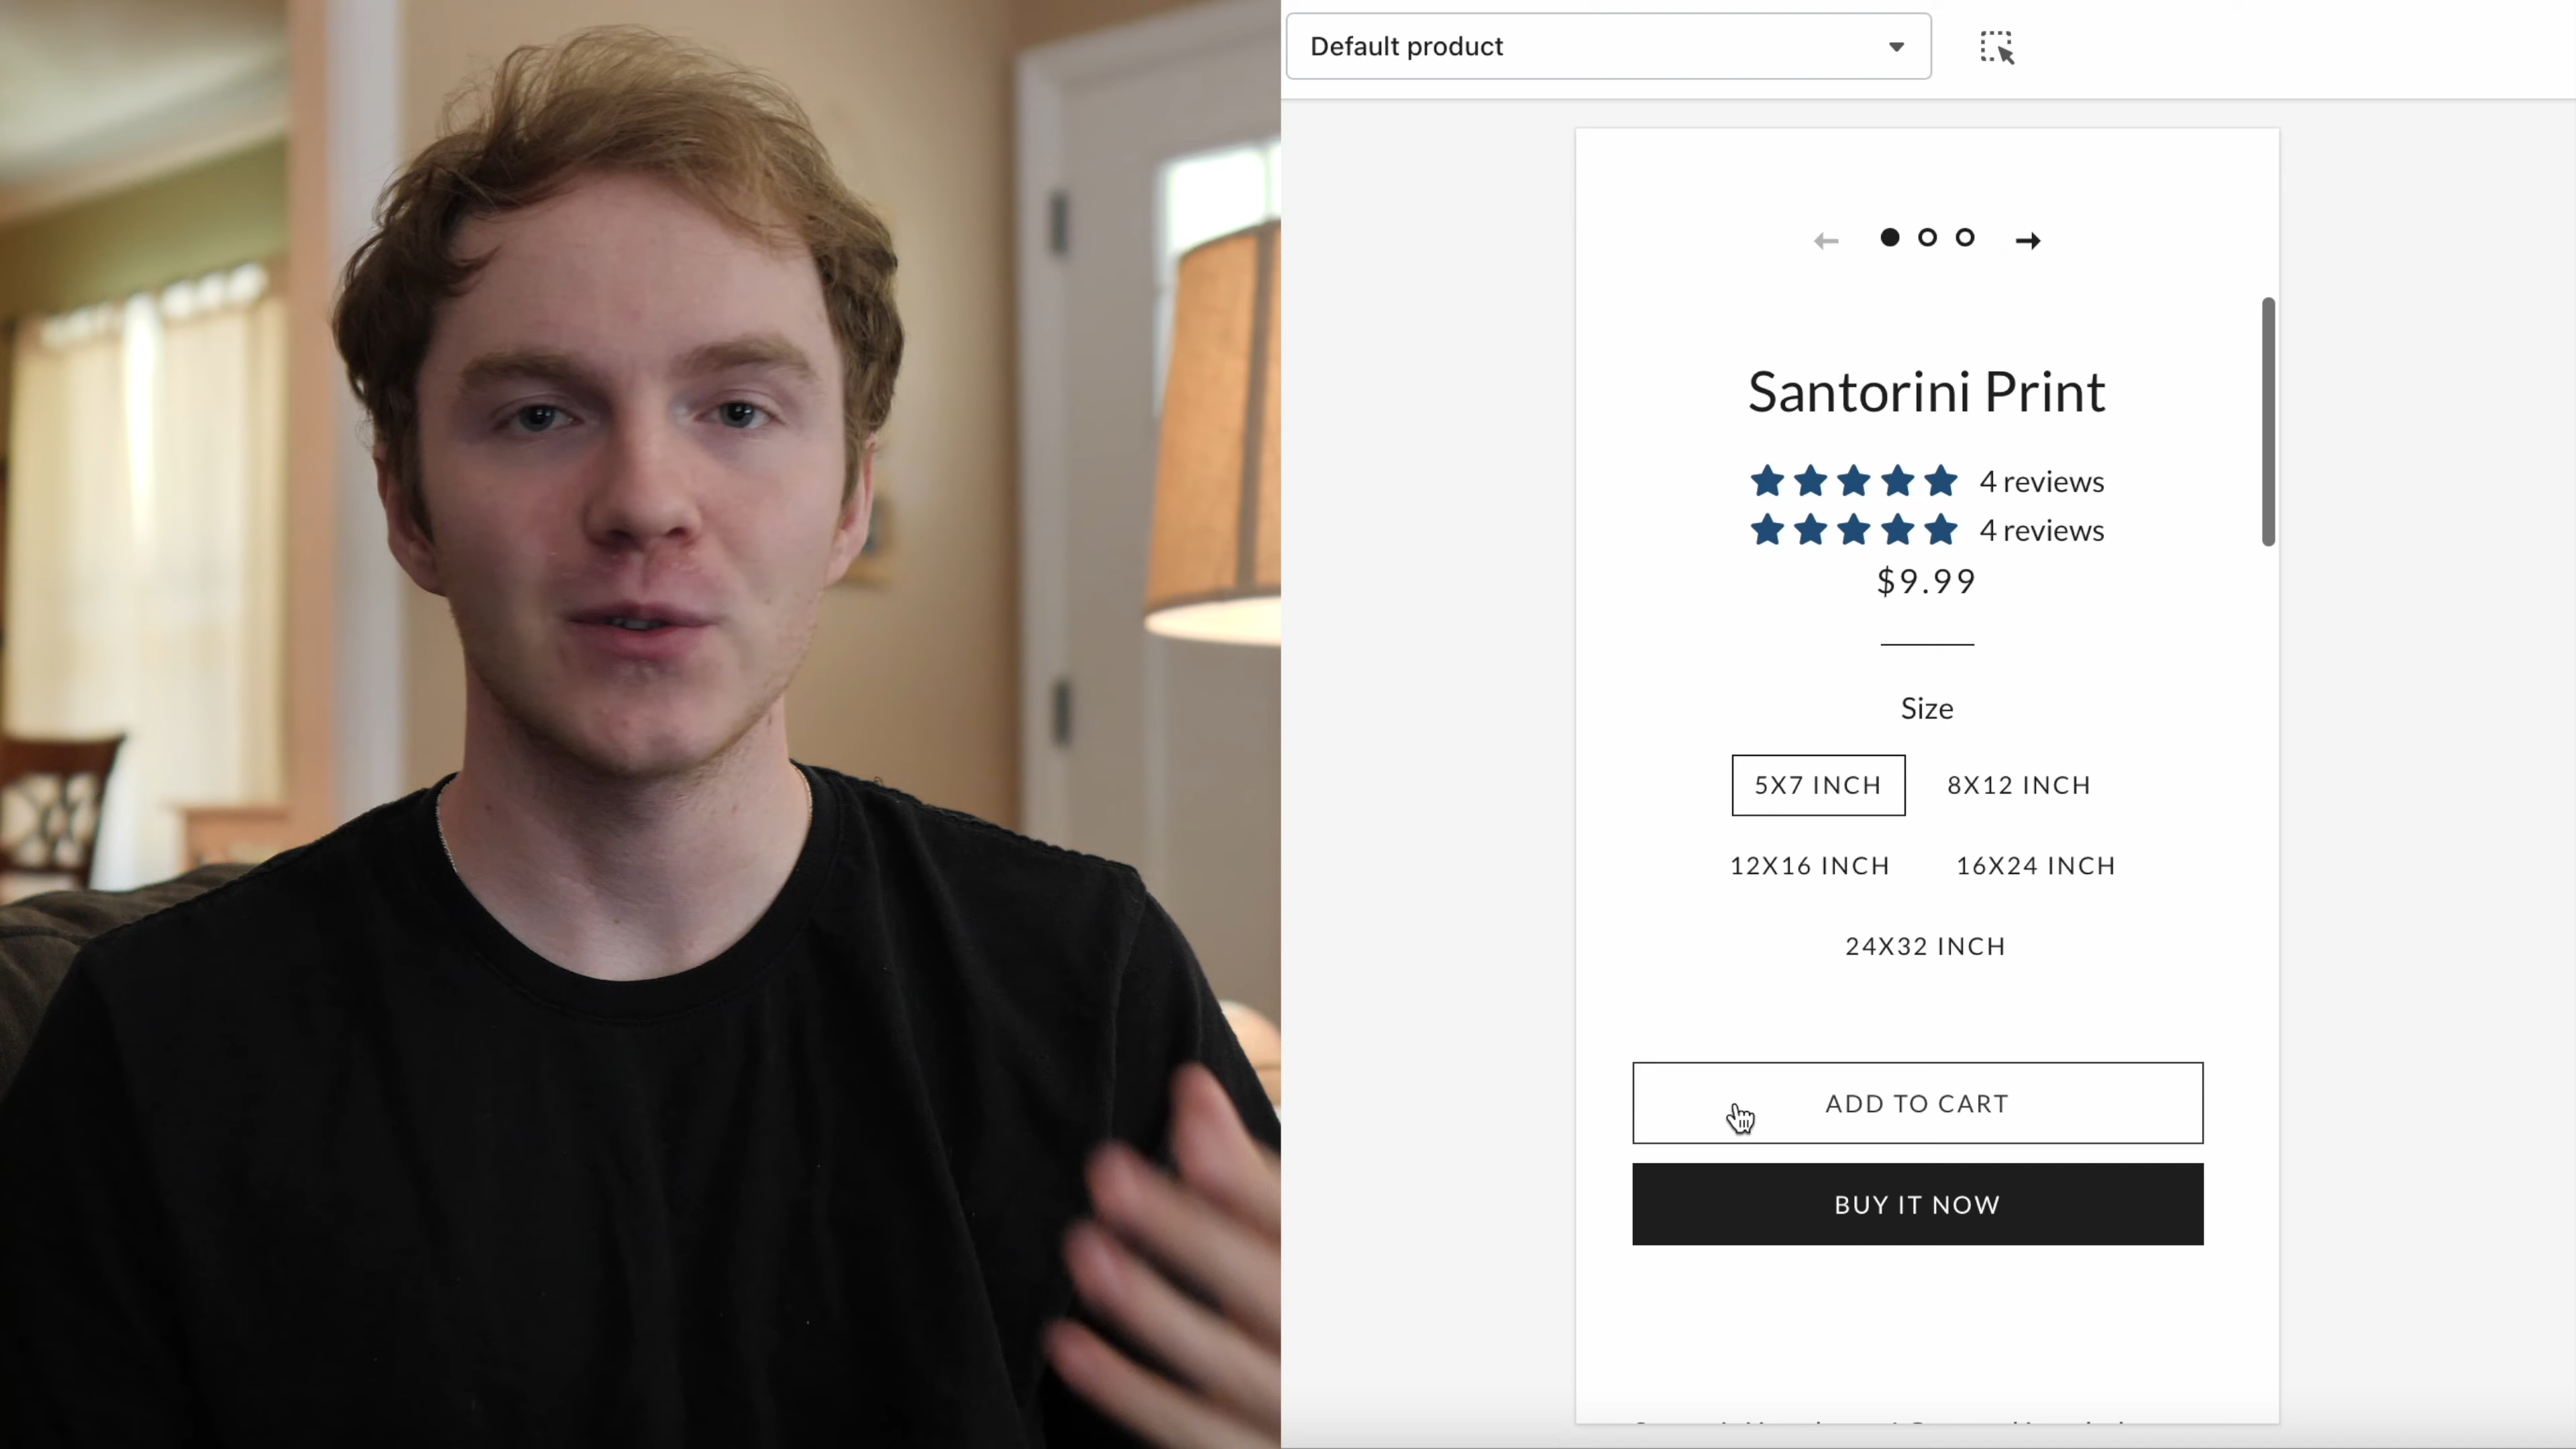 Default product
Santorini Print
4 reviews
4 reviews
$9.99
Size
5X7 INCH
8X12 INCH
12X16 INCH
16X24 INCH
24X32 INCH
ADD TO CART
BUY IT NOW